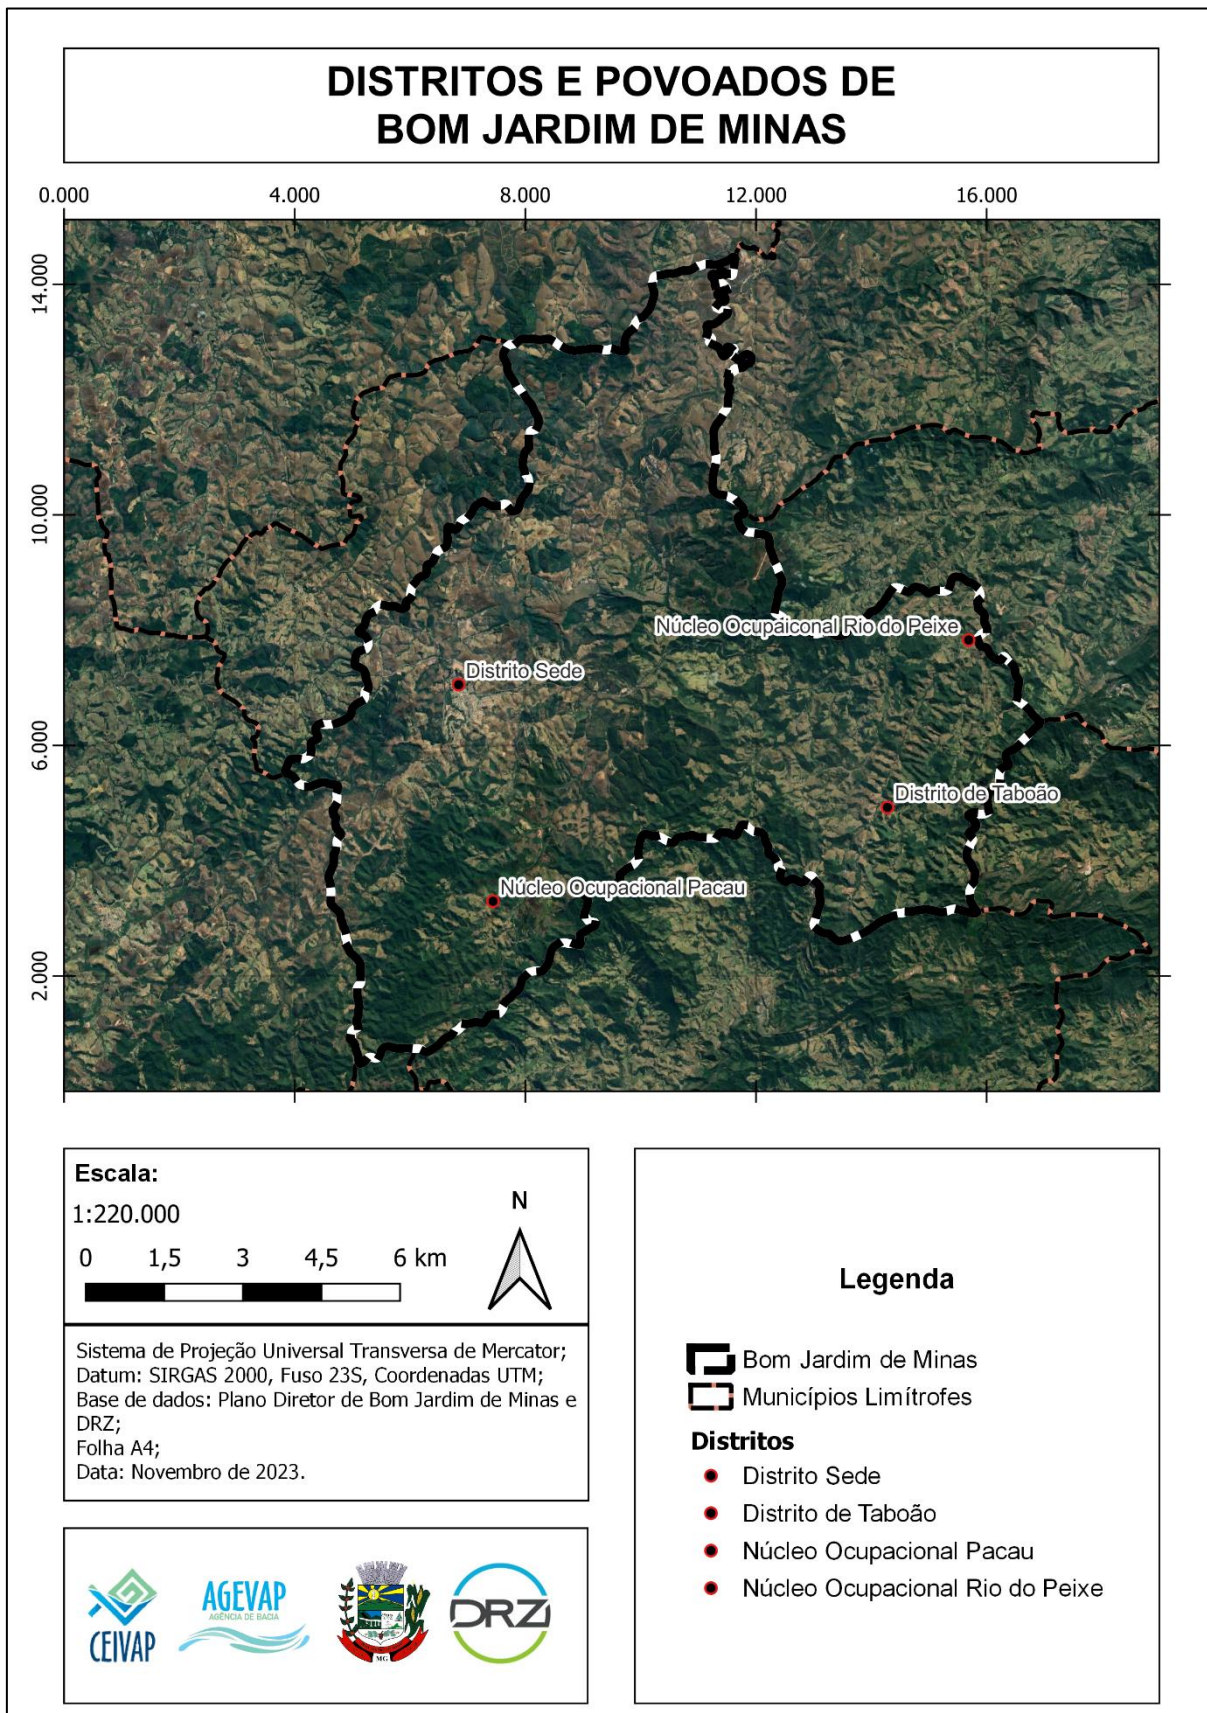 DISTRITOS E POVOADOS DE
BOM JARDIM DE MINAS
0.000 4.000 8.000 12.000 16.000
14.000
10.000
6.000
2.000
Núcleo Ocupaiconal Rio do Peixe
Distrito Sede
Distrito de Taboão
Núcleo Ocupacional Pacau
Escala:
1:220.000
0 1,5 3 4,5 6 km
N
Sistema de Projeção Universal Transversa de Mercator;
Datum: SIRGAS 2000, Fuso 23S, Coordenadas UTM;
Base de dados: Plano Diretor de Bom Jardim de Minas e
DRZ;
Folha A4;
Data: Novembro de 2023.
Legenda
Bom Jardim de Minas
Municípios Limítrofes
Distritos
Distrito Sede
Distrito de Taboão
Núcleo Ocupacional Pacau
Núcleo Ocupacional Rio do Peixe
CEIVAP
AGEVAP
AGÊNCIA DE BACIA
MG
DRZ